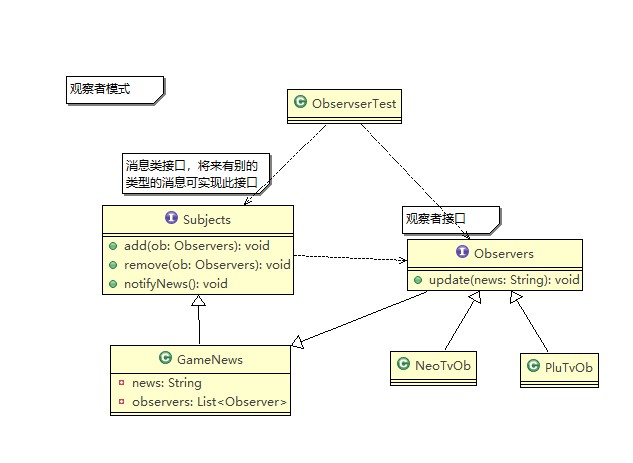 观察者模式
ObservserTest
消息类接口，将来有别的
类型的消息可实现此接口
Subjects
add(ob: Observers): void
remove(ob: Observers): void
notifyNews(): void
观察者接口
Observers
update(news: String): void
GameNews
news: String
observers: List<Observer>
NeoTvOb
PluTvOb